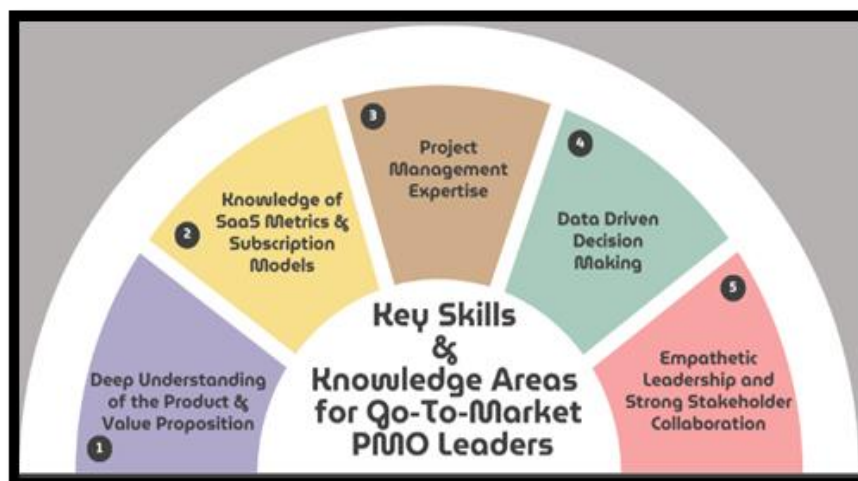 1
Deep Understanding
of the Product &
Value Proposition
2
Knowledge of
SaaS Metrics &
Subscription
Models
3
Project
Management
Expertise
4
Data Driven
Decision
Making
5
Empathetic
Leadership and
Strong Stakeholder
Collaboration
Key Skills
&
Knowledge Areas
for Go-To-Market
PMO Leaders